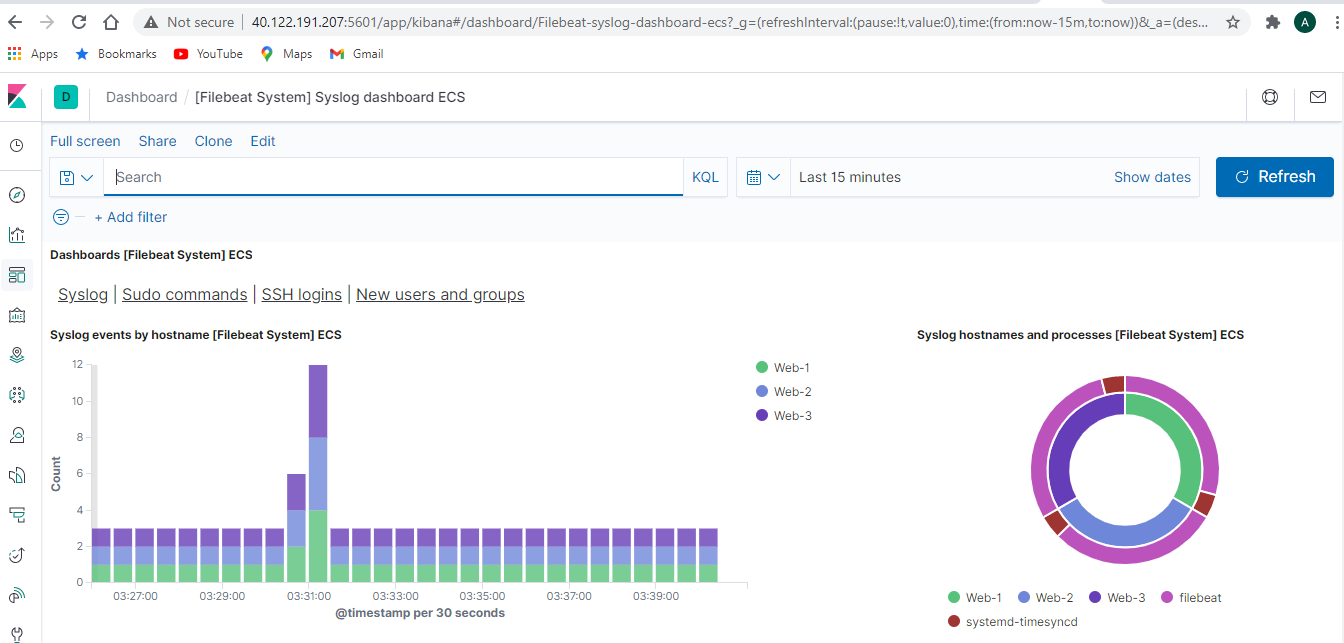 Not secure | 40.122.191.207:5601/app/kibana#/dashboard/Filebeat-syslog-dashboard-ecs?_g=(refreshInterval:(pause:!t,value:0),time:(from:now-15m,to:now))&_a=(des... A
Apps Bookmarks YouTube Maps Gmail
D Dashboard / [Filebeat System] Syslog dashboard ECS
Full screen Share Clone Edit
Search KQL Last 15 minutes Show dates Refresh
+ Add filter
Dashboards [Filebeat System] ECS
Syslog | Sudo commands | SSH logins | New users and groups
Syslog events by hostname [Filebeat System] ECS
12
10
8
6
4
2
0
Count
03:27:00 03:29:00 03:31:00 03:33:00 03:35:00 03:37:00 03:39:00
@timestamp per 30 seconds
Web-1
Web-2
Web-3
Syslog hostnames and processes [Filebeat System] ECS
Web-1 Web-2 Web-3 filebeat
systemd-timesyncd